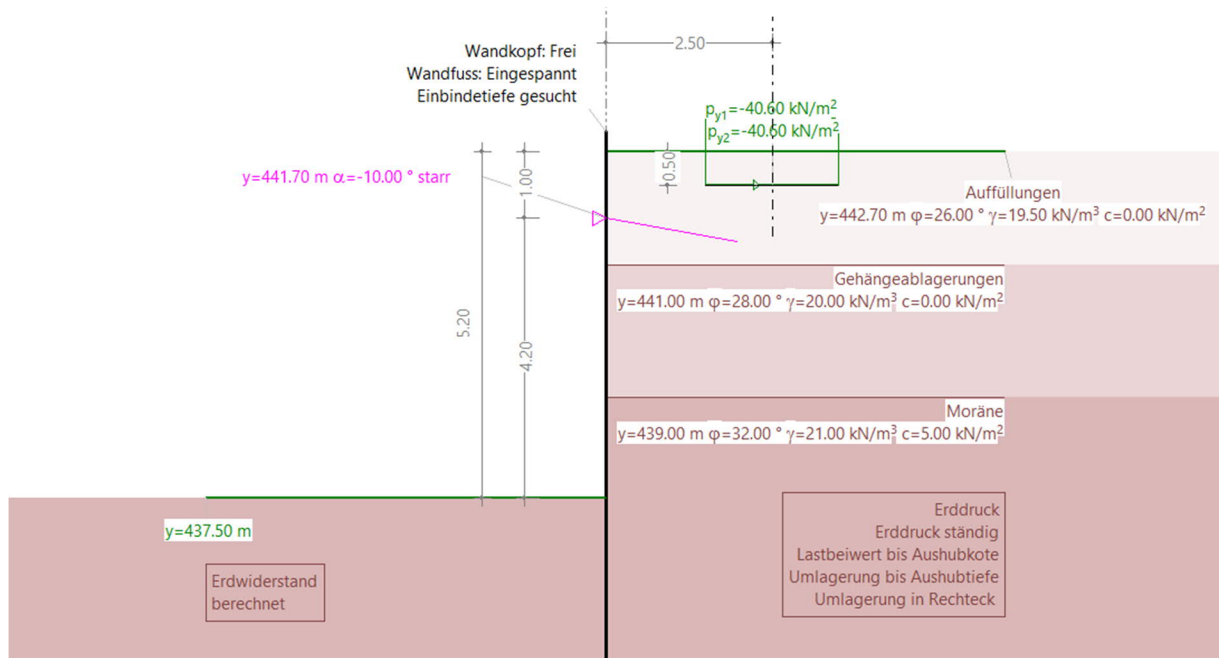 2.50
Wandkopf: Frei
Wandfuss: Eingespannt
Einbindetiefe gesucht
p_y1=-40.60 kN/m²
p_y2=-40.60 kN/m²
y=441.70 m α=-10.00 ° starr
1.00
0.50
Auffüllungen
y=442.70 m φ=26.00 ° γ=19.50 kN/m³ c=0.00 kN/m²
Gehängeablagerungen
y=441.00 m φ=28.00 ° γ=20.00 kN/m³ c=0.00 kN/m²
5.20
4.20
Moräne
y=439.00 m φ=32.00 ° γ=21.00 kN/m³ c=5.00 kN/m²
y=437.50 m
Erdwiderstand
berechnet
Erddruck
Erddruck ständig
Lastbeiwert bis Aushubkote
Umlagerung bis Aushubtiefe
Umlagerung in Rechteck